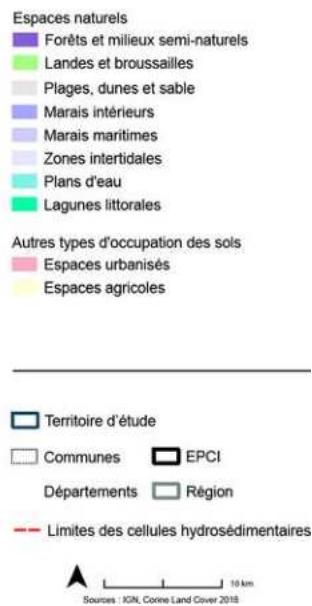 Espaces naturels
Forêts et milieux semi-naturels
Landes et broussailles
Plages, dunes et sable
Marais intérieurs
Marais maritimes
Zones intertidales
Plans d'eau
Lagunes littorales
Autres types d'occupation des sols
Espaces urbanisés
Espaces agricoles
Territoire d'étude
Communes EPCI
Départements Région
Limites des cellules hydrosédimentaires
10 km
Sources : IGN, Corine Land Cover 2018